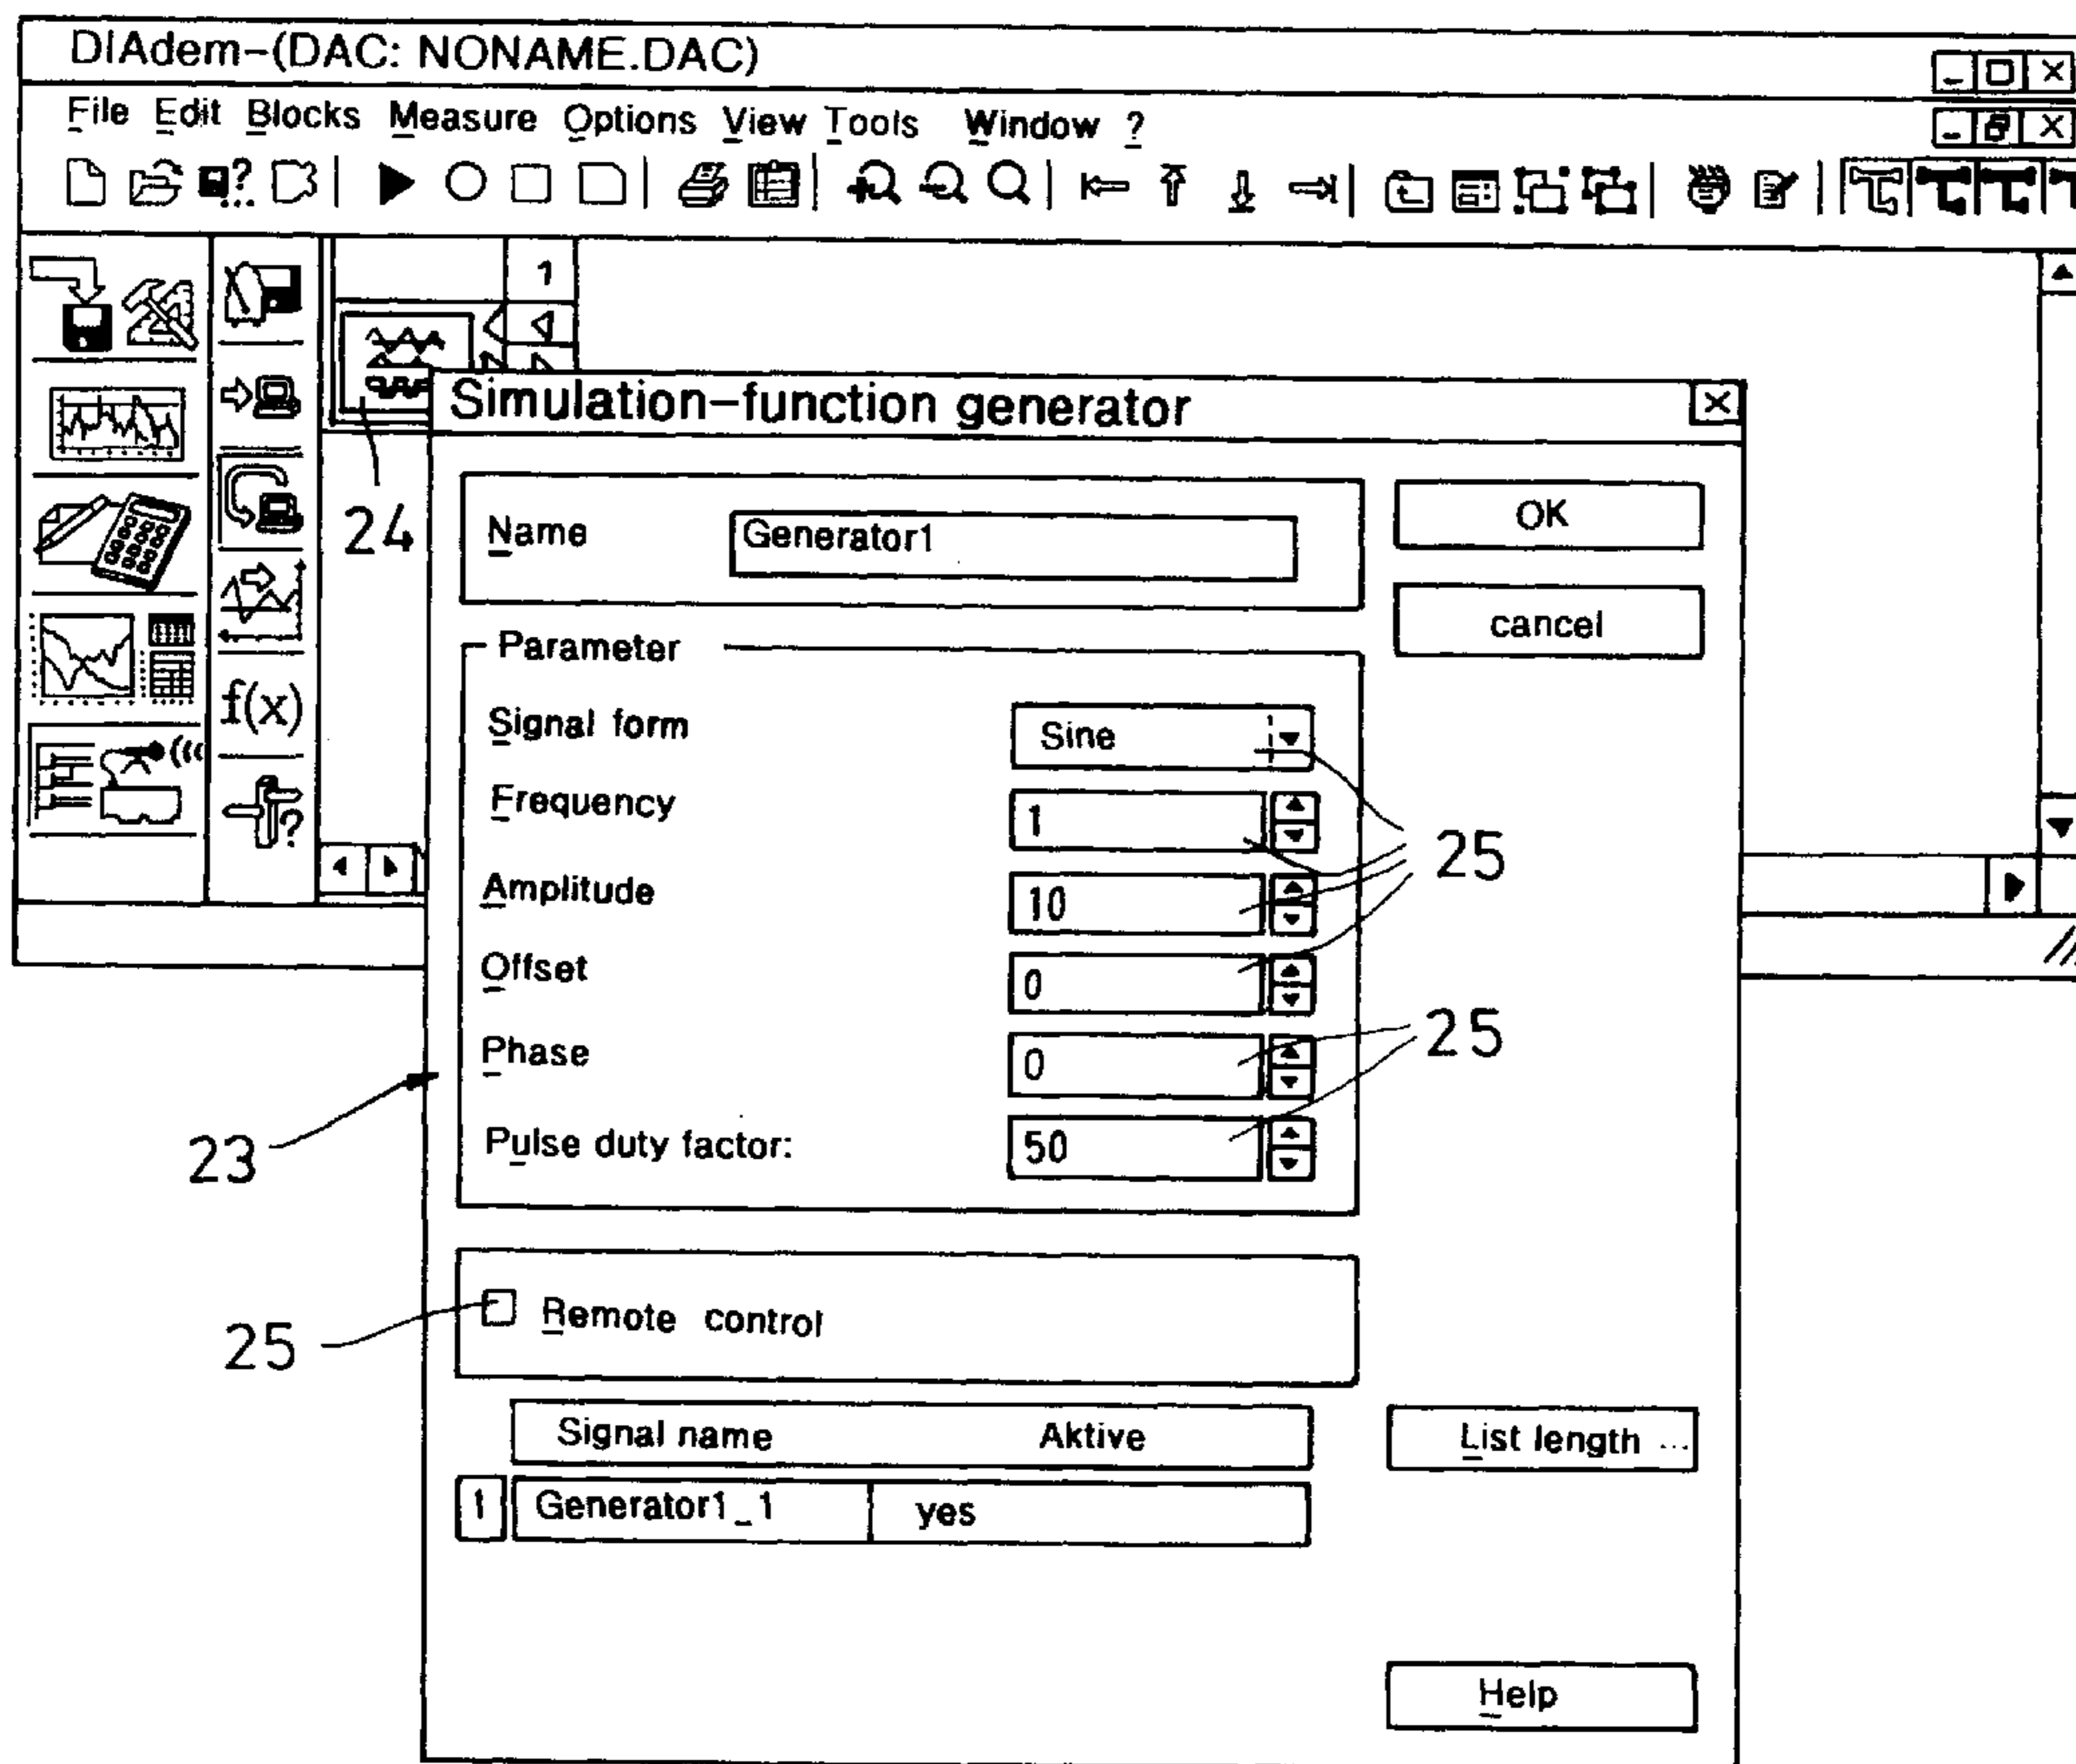 DIAdem-(DAC: NONAME.DAC)
File Edit Blocks Measure Options View Tools Window ?
?...
1
Simulation-function generator
24
Name Generator1
OK
cancel
Parameter
Signal form Sine
f(x)
Frequency 1
?
25
Amplitude 10
Offset 0
25
Phase 0
23
Pulse duty factor: 50
Remote control
25
Signal name Aktive
List length ...
1 Generator1_1 yes
Help